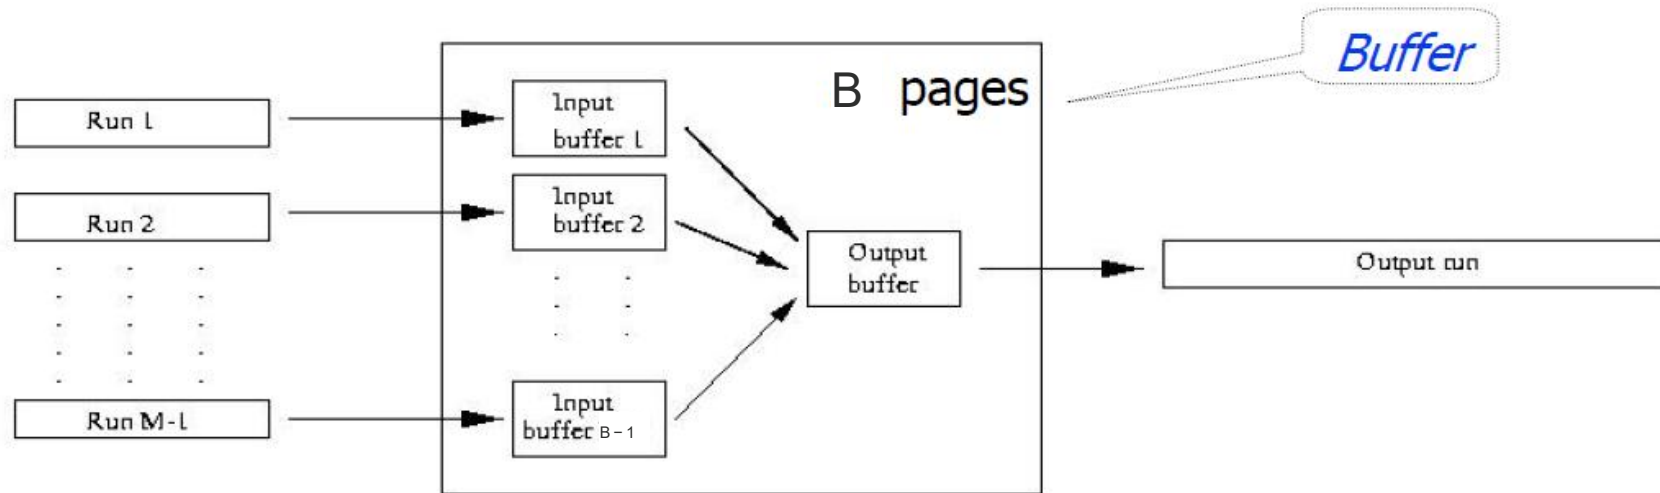 Buffer
B pages
Run 1
Input
buffer 1
Run 2
Input
buffer 2
Output
buffer
Output run
Run M-1
Input
buffer B-1